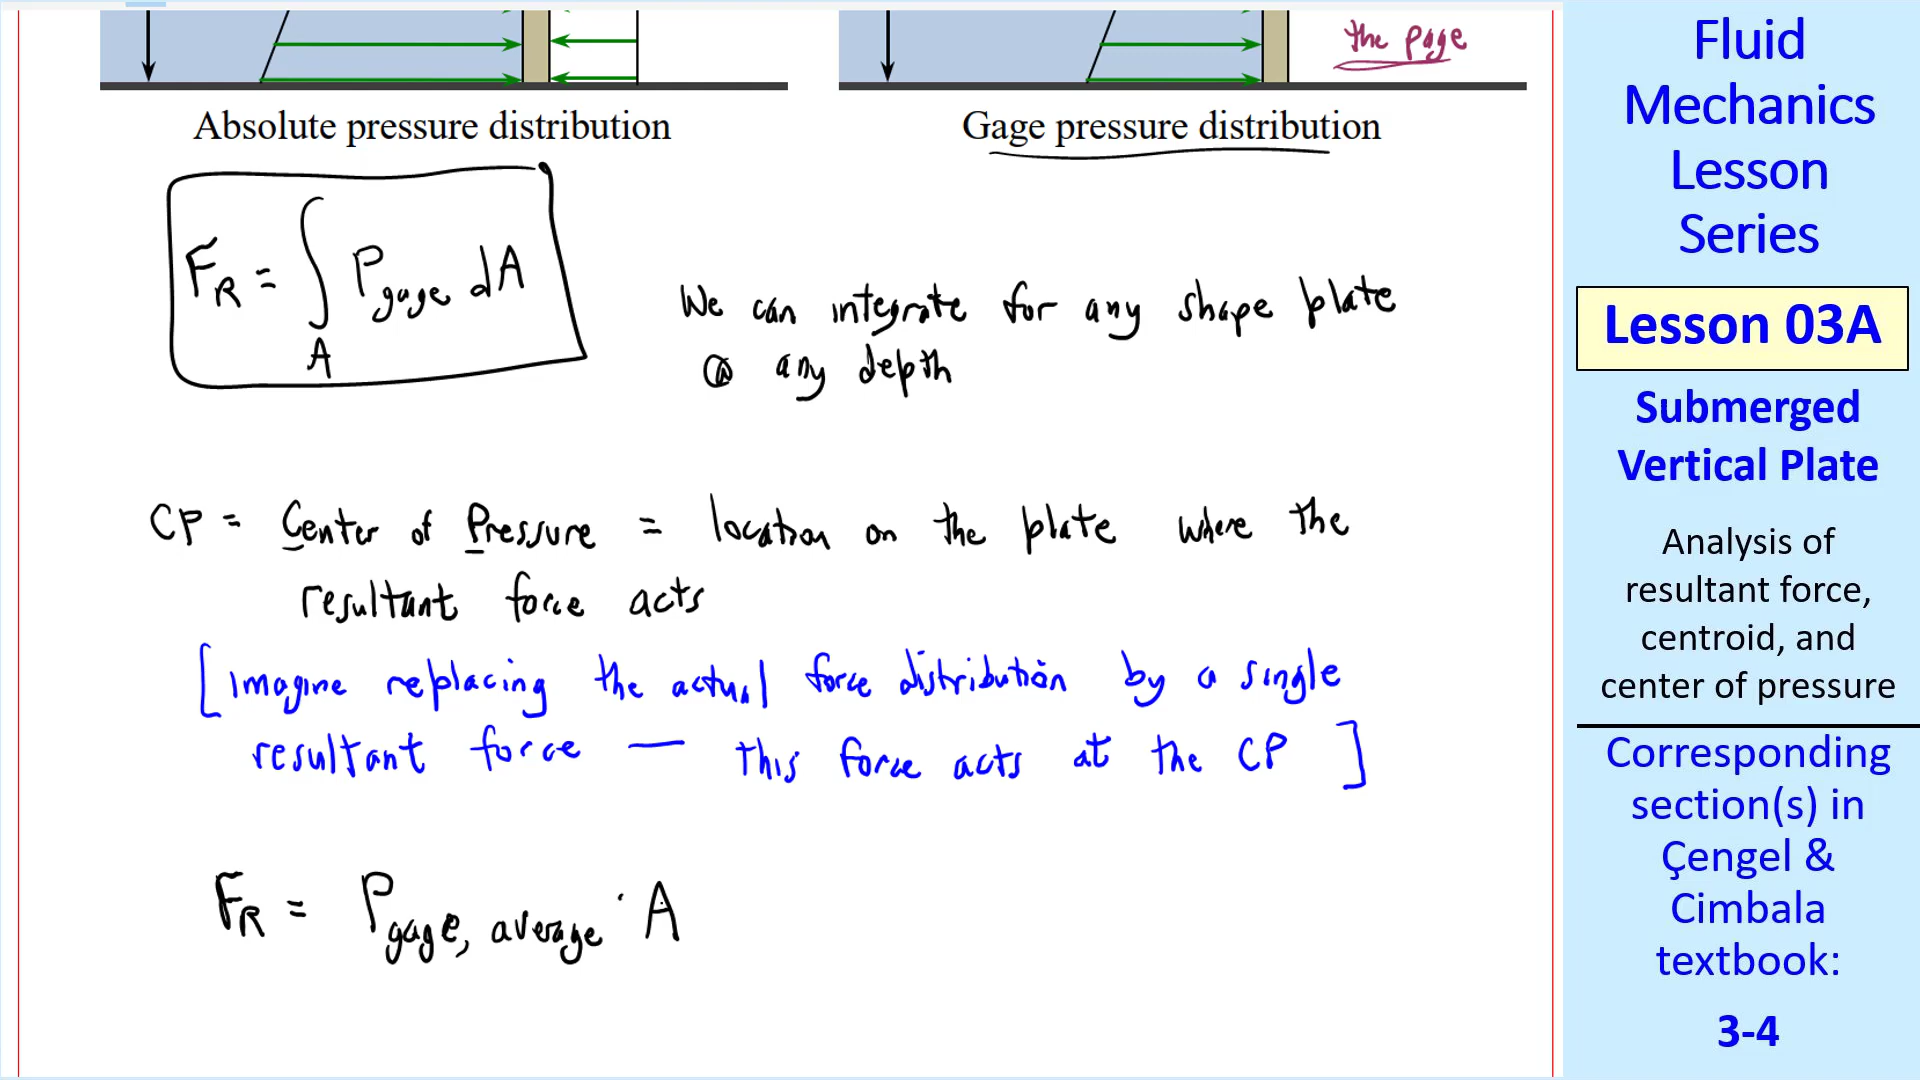 the page
Absolute pressure distribution
Gage pressure distribution
F_R = ∫_A P_gage dA
We can integrate for any shape plate
@ any depth
CP = Center of Pressure = location on the plate where the
resultant force acts
[Imagine replacing the actual force distribution by a single
resultant force — this force acts at the CP]
F_R = P_gage, average · A
Fluid
Mechanics
Lesson
Series
Lesson 03A
Submerged
Vertical Plate
Analysis of
resultant force,
centroid, and
center of pressure
Corresponding
section(s) in
Çengel &
Cimbala
textbook:
3-4